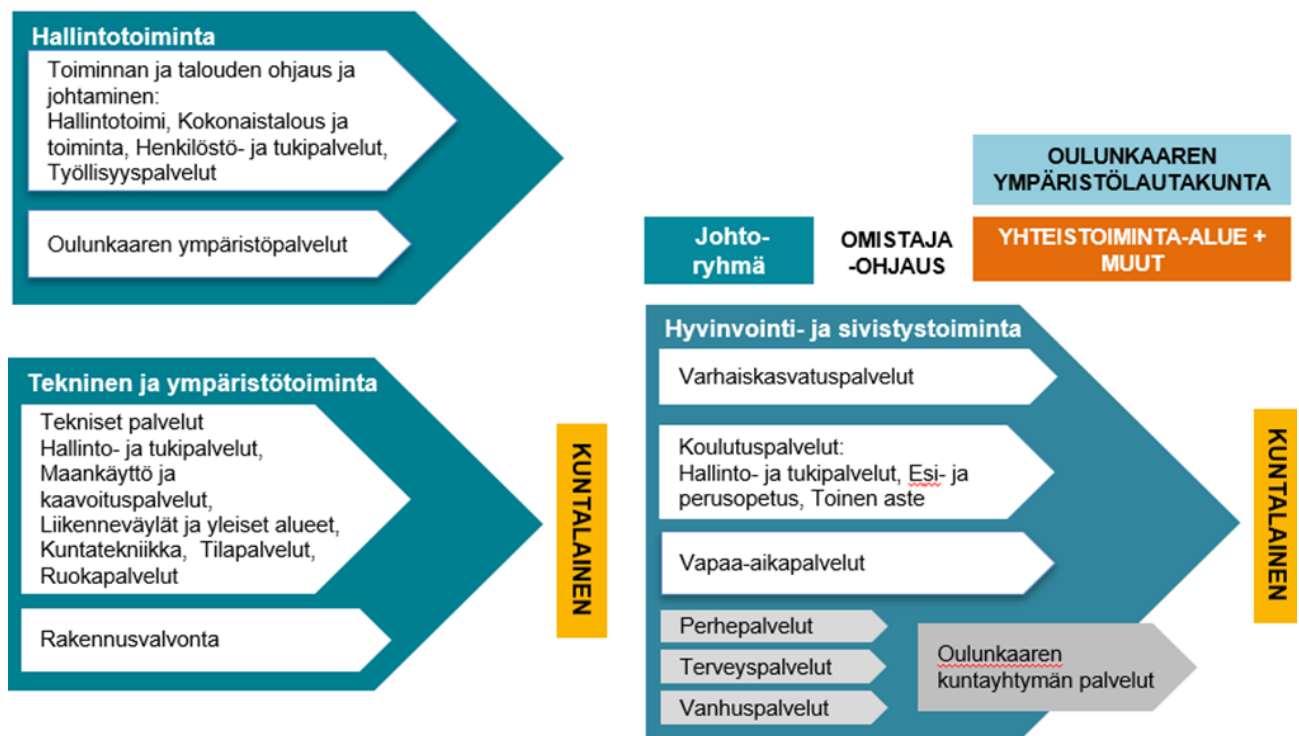 Hallintotoiminta
Toiminnan ja talouden ohjaus ja
johtaminen:
Hallintotoimi, Kokonaistalous ja
toiminta, Henkilöstö- ja tukipalvelut,
Työllisyyspalvelut
Oulunkaaren ympäristöpalvelut
Tekninen ja ympäristötoiminta
Tekniset palvelut
Hallinto- ja tukipalvelut,
Maankäyttö ja
kaavoituspalvelut,
Liikenneväylät ja yleiset alueet,
Kuntatekniikka, Tilapalvelut,
Ruokapalvelut
Rakennusvalvonta
KUNTALAINEN
OULUNKAAREN
YMPÄRISTÖLAUTAKUNTA
Johto-
ryhmä
OMISTAJA
-OHJAUS
YHTEISTOIMINTA-ALUE +
MUUT
Hyvinvointi- ja sivistystoiminta
Varhaiskasvatuspalvelut
Koulutuspalvelut:
Hallinto- ja tukipalvelut, Esi- ja
perusopetus, Toinen aste
Vapaa-aikapalvelut
Perhepalvelut
Terveyspalvelut
Vanhuspalvelut
Oulunkaaren
kuntayhtymän palvelut
KUNTALAINEN